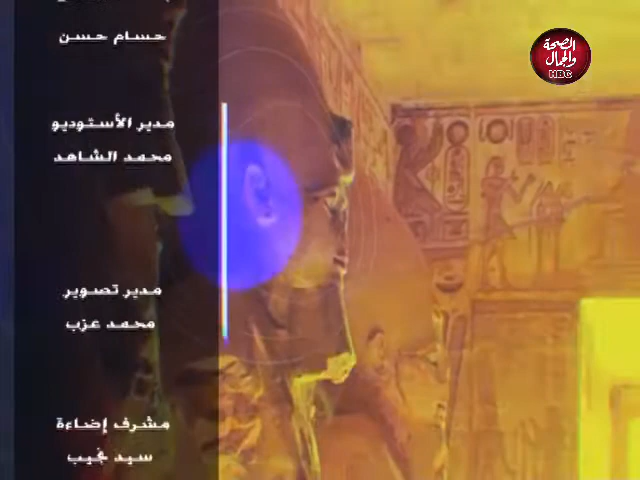 حسام حسن
مدير الأستوديو
محمد الشاهد
مدير تصوير
محمد عزب
مشرف إضاءة
سيد نجيب
الصحة
والجمال
HBC